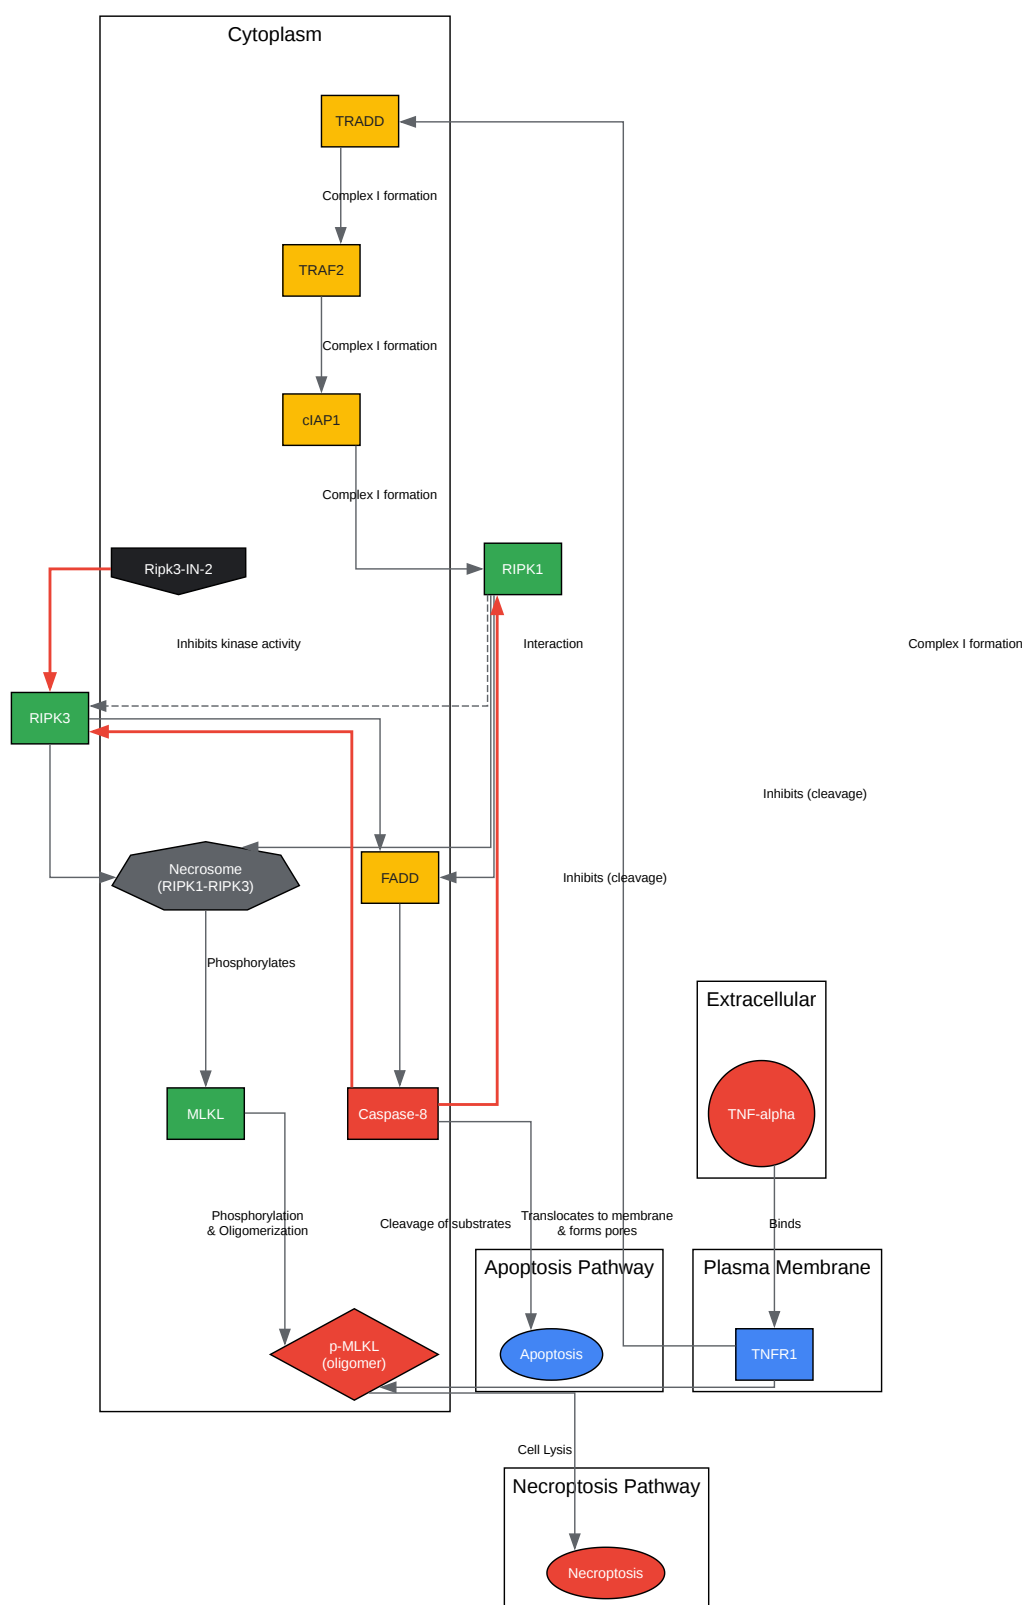 Cytoplasm
TRADD
Complex I formation
TRAF2
Complex I formation
cIAP1
Complex I formation
Ripk3-IN-2
RIPK1
Inhibits kinase activity
Interaction
Complex I formation
RIPK3
Inhibits (cleavage)
Necrosome
(RIPK1-RIPK3)
FADD
Inhibits (cleavage)
Phosphorylates
Extracellular
TNF-alpha
MLKL
Caspase-8
Phosphorylation
& Oligomerization
Cleavage of substrates
Translocates to membrane
& forms pores
Binds
Apoptosis Pathway
Plasma Membrane
p-MLKL
(oligomer)
Apoptosis
TNFR1
Cell Lysis
Necroptosis Pathway
Necroptosis